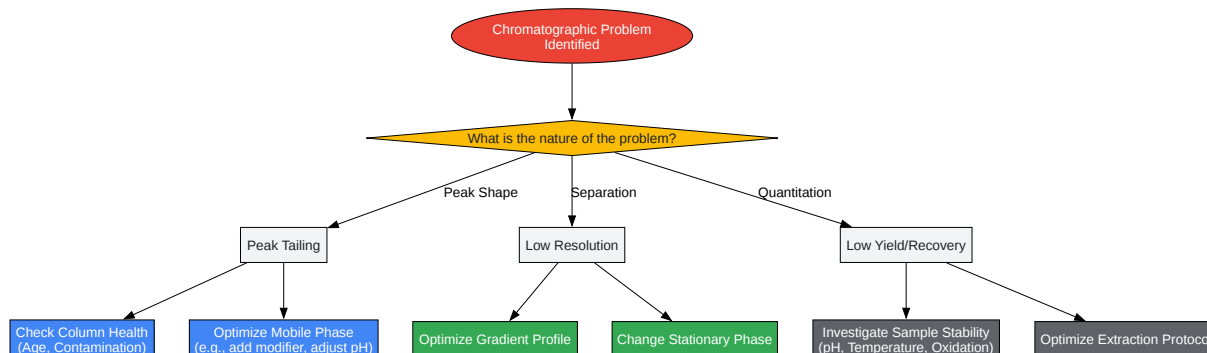 Chromatographic Problem
Identified
What is the nature of the problem?
Peak Shape
Separation
Quantitation
Peak Tailing
Low Resolution
Low Yield/Recovery
Check Column Health
(Age, Contamination)
Optimize Mobile Phase
(e.g., add modifier, adjust pH)
Optimize Gradient Profile
Change Stationary Phase
Investigate Sample Stability
(pH, Temperature, Oxidation)
Optimize Extraction Protoco